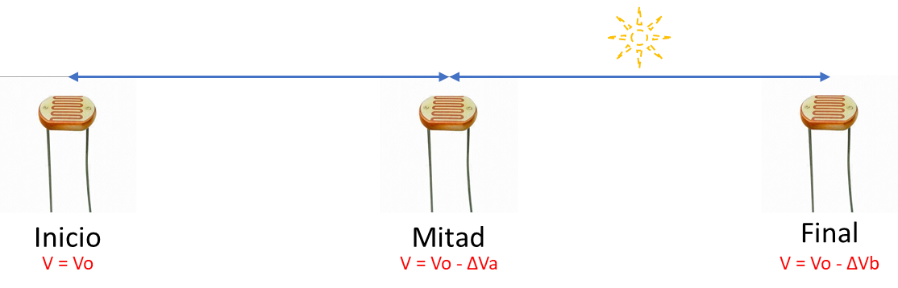 Inicio
V = Vo
Mitad
V = Vo - ΔVa
Final
V = Vo - ΔVb